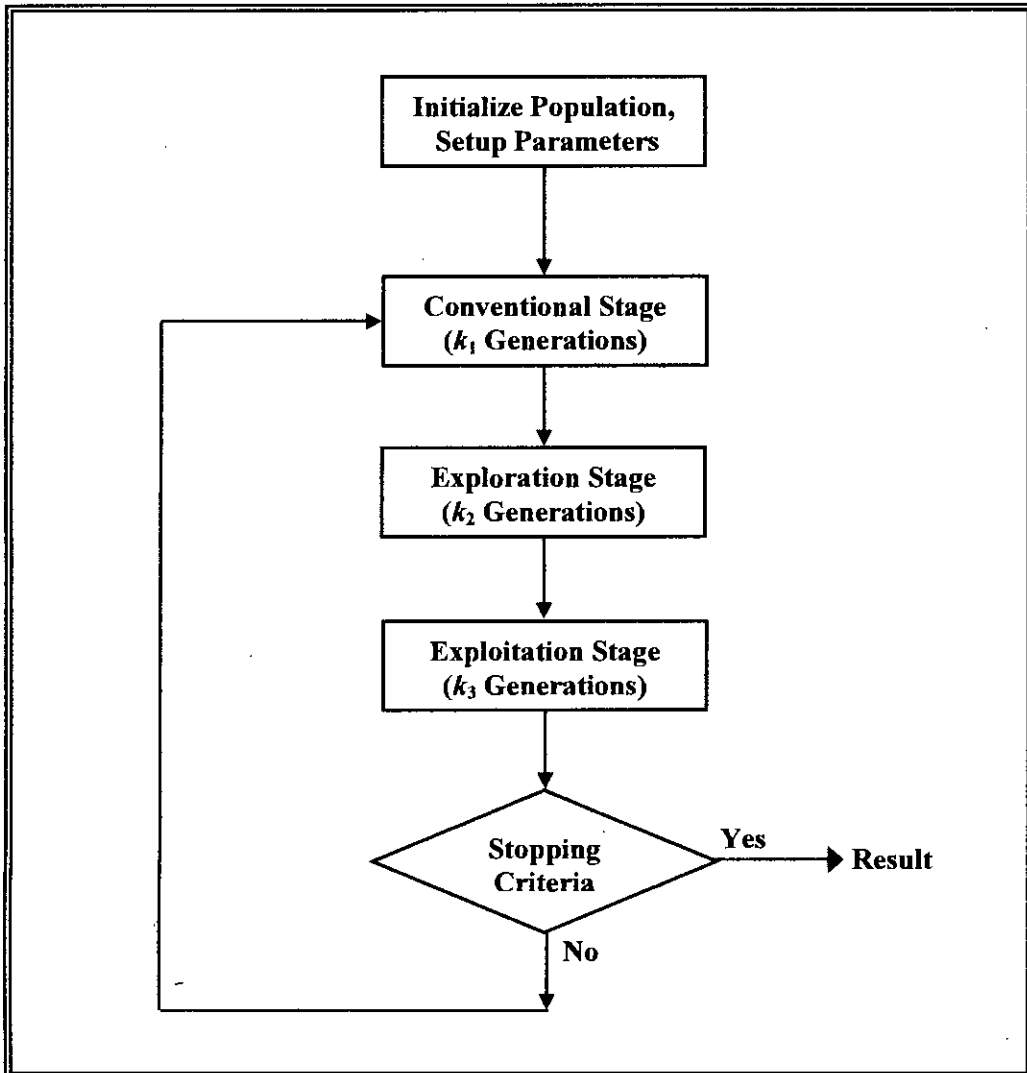 Initialize Population,
Setup Parameters
Conventional Stage
(k₁ Generations)
Exploration Stage
(k₂ Generations)
Exploitation Stage
(k₃ Generations)
Stopping
Criteria
Yes
Result
No